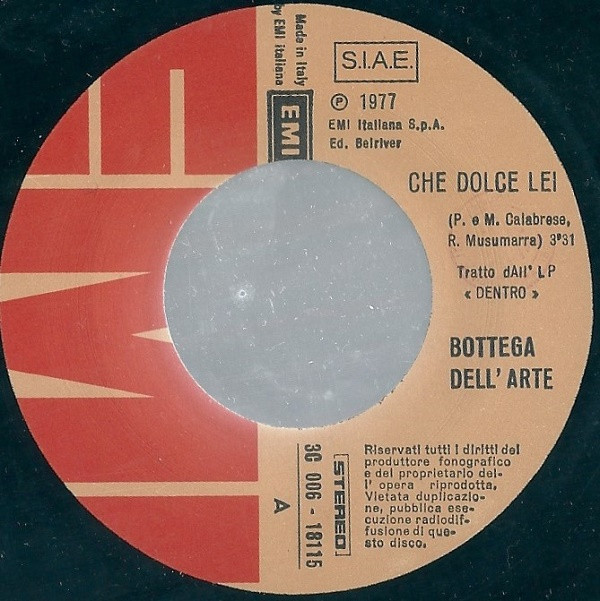 Made in Italy
by EMI italiana
EMI
S.I.A.E.
Ⓟ 1977
EMI Italiana S.p.A.
Ed. Belriver
CHE DOLCE LEI
(P. e M. Calabrese,
R. Musumarra) 3'31
Tratto dAll' LP
« DENTRO »
BOTTEGA
DELL' ARTE
3C 006 - 18115
A
STEREO
Riservati tutti i diritti del
produttore fonografico
e del proprietario del-
l' opera riprodotta.
Vietata duplicazio-
ne, pubblica ese-
cuzione radiodif-
fusione di que-
sto disco.
EMI